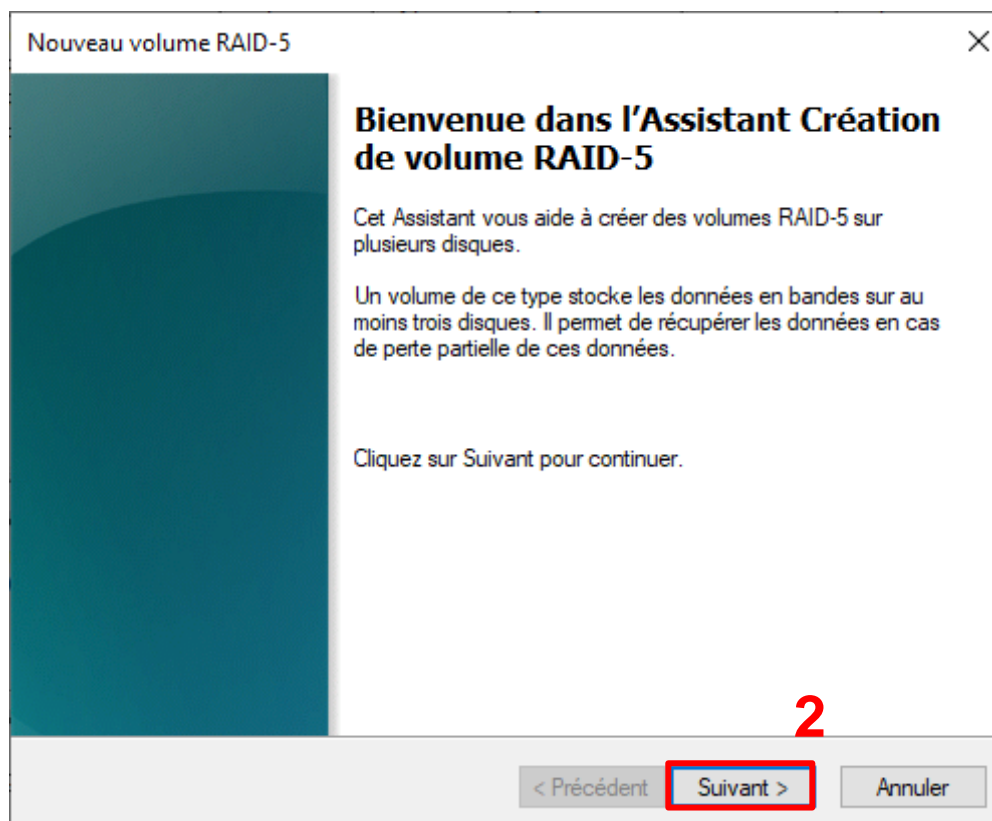 Nouveau volume RAID-5
Bienvenue dans l'Assistant Création
de volume RAID-5
Cet Assistant vous aide à créer des volumes RAID-5 sur
plusieurs disques.
Un volume de ce type stocke les données en bandes sur au
moins trois disques. Il permet de récupérer les données en cas
de perte partielle de ces données.
Cliquez sur Suivant pour continuer.
2
< Précédent Suivant > Annuler